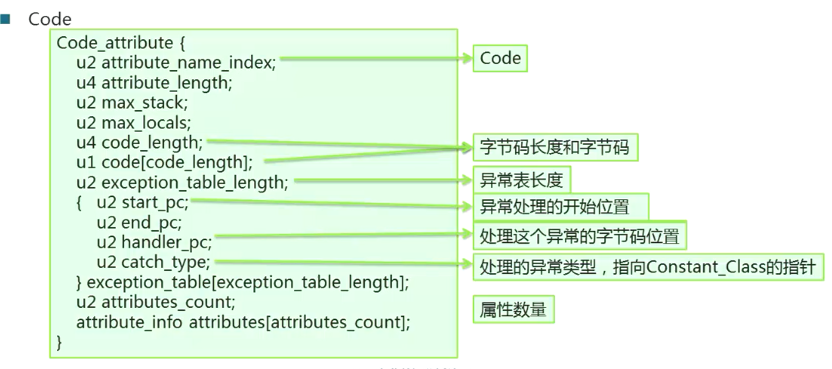 Code
Code_attribute {
u2 attribute_name_index;
Code
u4 attribute_length;
u2 max_stack;
u2 max_locals;
u4 code_length;
字节码长度和字节码
u1 code[code_length];
u2 exception_table_length;
异常表长度
{ u2 start_pc;
异常处理的开始位置
u2 end_pc;
u2 handler_pc;
处理这个异常的字节码位置
u2 catch_type;
处理的异常类型，指向Constant_Class的指针
} exception_table[exception_table_length];
u2 attributes_count;
属性数量
attribute_info attributes[attributes_count];
}